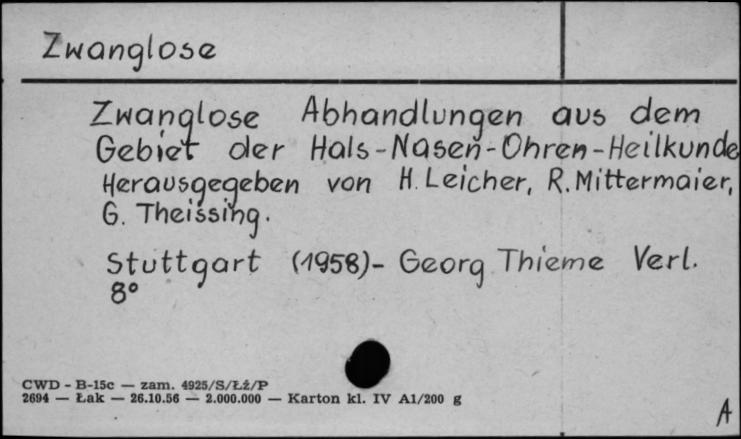 Zwanglose
Zwanglose Abhandlungen aus dem
Gebiet der Hals-Nasen-Ohren-Heilkunde
Herausgegeben von H. Leicher, R. Mittermaier,
G. Theissing.
Stuttgart (1958)- Georg Thieme Verl.
8°
CWD - B-15c — zam. 4925/S/Łż/P
2694 — Łak — 26.10.56 — 2.000.000 — Karton kl. IV A1/200 g
A